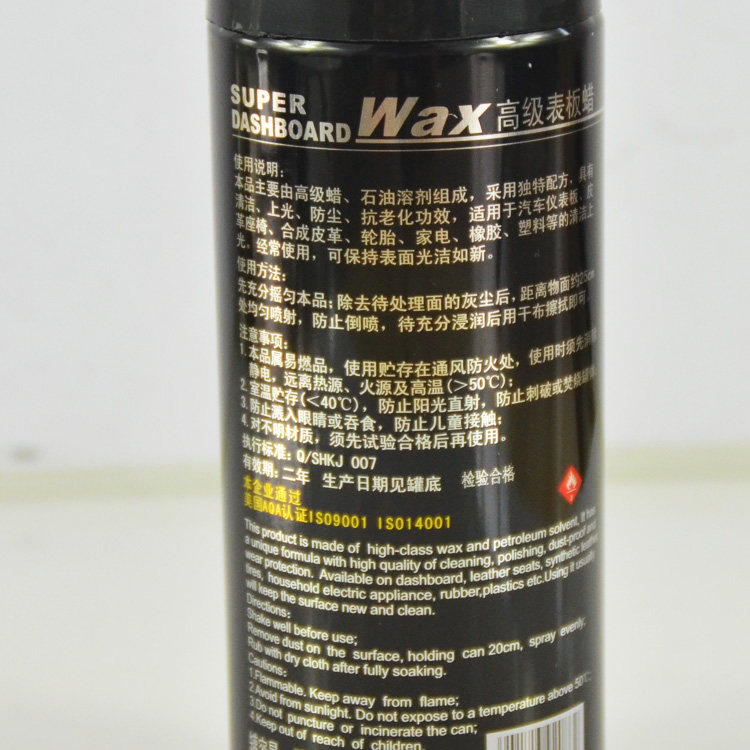 SUPER
DASHBOARD Wax 高级表板蜡
使用说明:
本品主要由高级蜡、石油溶剂组成，采用独特配方，具有
清洁、上光、防尘、抗老化功效，适用于汽车仪表板、皮
革座椅、合成皮革、轮胎、家电、橡胶、塑料等的清洁上
光。经常使用，可保持表面光洁如新。
使用方法:
先充分摇匀本品；除去待处理面的灰尘后，距离物面约25cm
处均匀喷射，防止倒喷，待充分浸润后用干布擦拭即可。
注意事项:
1.本品属易燃品，使用贮存在通风防火处，使用时须先消除
静电，远离热源、火源及高温(>50℃)；
2.室温贮存(<40℃)，防止阳光直射，防止刺破或焚烧罐体
3.防止溅入眼睛或吞食，防止儿童接触；
4.对不明材质，须先试验合格后再使用。
执行标准: Q/SHKJ 007
有效期: 二年 生产日期见罐底 检验合格
本企业通过
美国AQA认证ISO9001 ISO14001
This product is made of high-class wax and petroleum solvent, It has
a unique formula with high quality of cleaning, polishing, dust-proof and
wear protection. Available on dashboard, leather seats, synthetic leather,
tires, household electric appliance, rubber,plastics etc.Using it usually
will keep the surface new and clean.
Directions:
Shake well before use;
Remove dust on the surface, holding can 20cm, spray evenly;
Rub with dry cloth after fully soaking.
Cautions:
1.Flammable. Keep away from flame;
2.Avoid from sunlight. Do not expose to a temperature above 50℃;
3.Do not puncture or incinerate the can;
4.Keep out of reach of children.